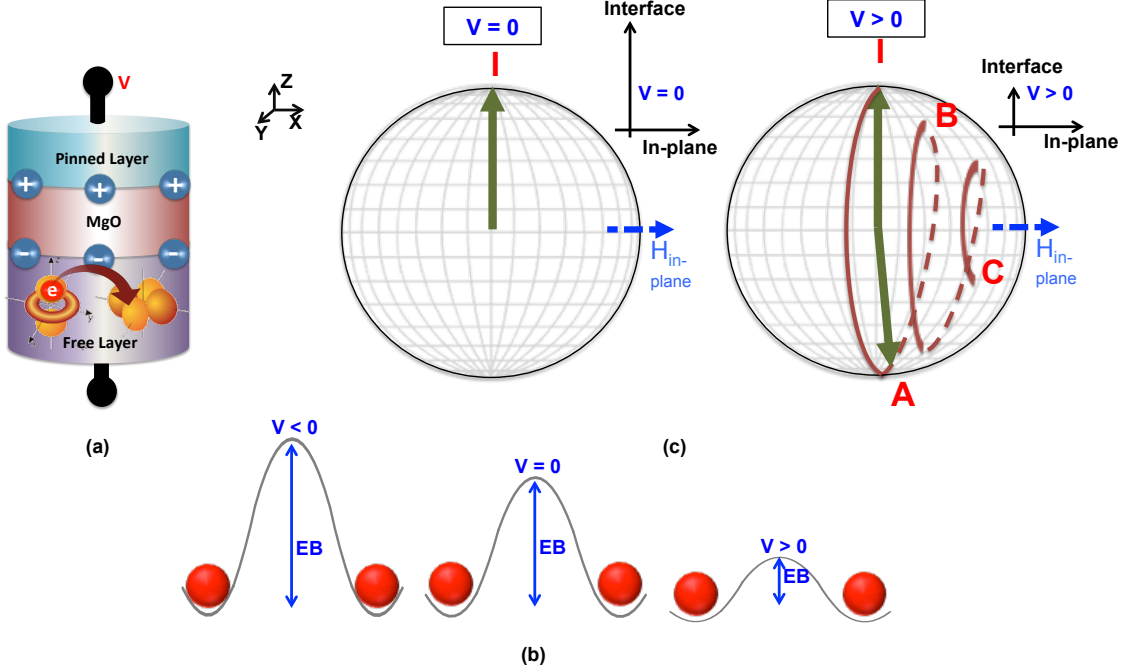 V
Pinned Layer
+ + +
MgO
− − −
z
e
y
Free Layer
(a)
Z
Y
X
V = 0
I
Interface
V = 0
In-plane
H in-
plane
V > 0
I
Interface
V > 0
In-plane
B
C
A
H in-
plane
(c)
V < 0
EB
V = 0
EB
V > 0
EB
(b)